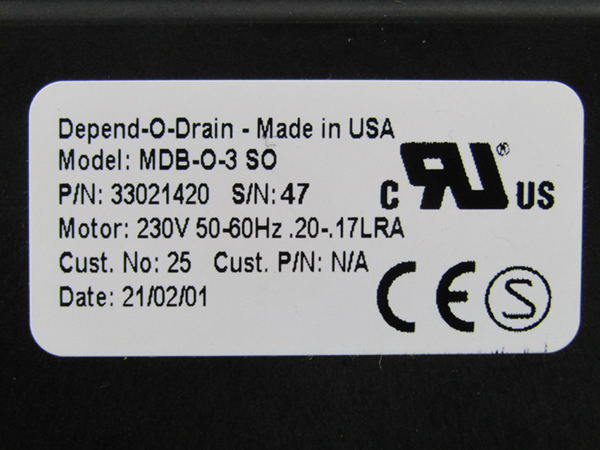 Depend-O-Drain - Made in USA
Model: MDB-O-3 SO
P/N: 33021420 S/N: 47
Motor: 230V 50-60Hz .20-.17LRA
Cust. No: 25 Cust. P/N: N/A
Date: 21/02/01
C RU® US
CE S